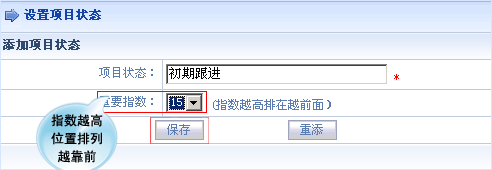 设置项目状态
添加项目状态
项目状态： 初期跟进 *
重要指数： 15 (指数越高排在越前面)
指数越高
位置排列
越靠前
保存 重添